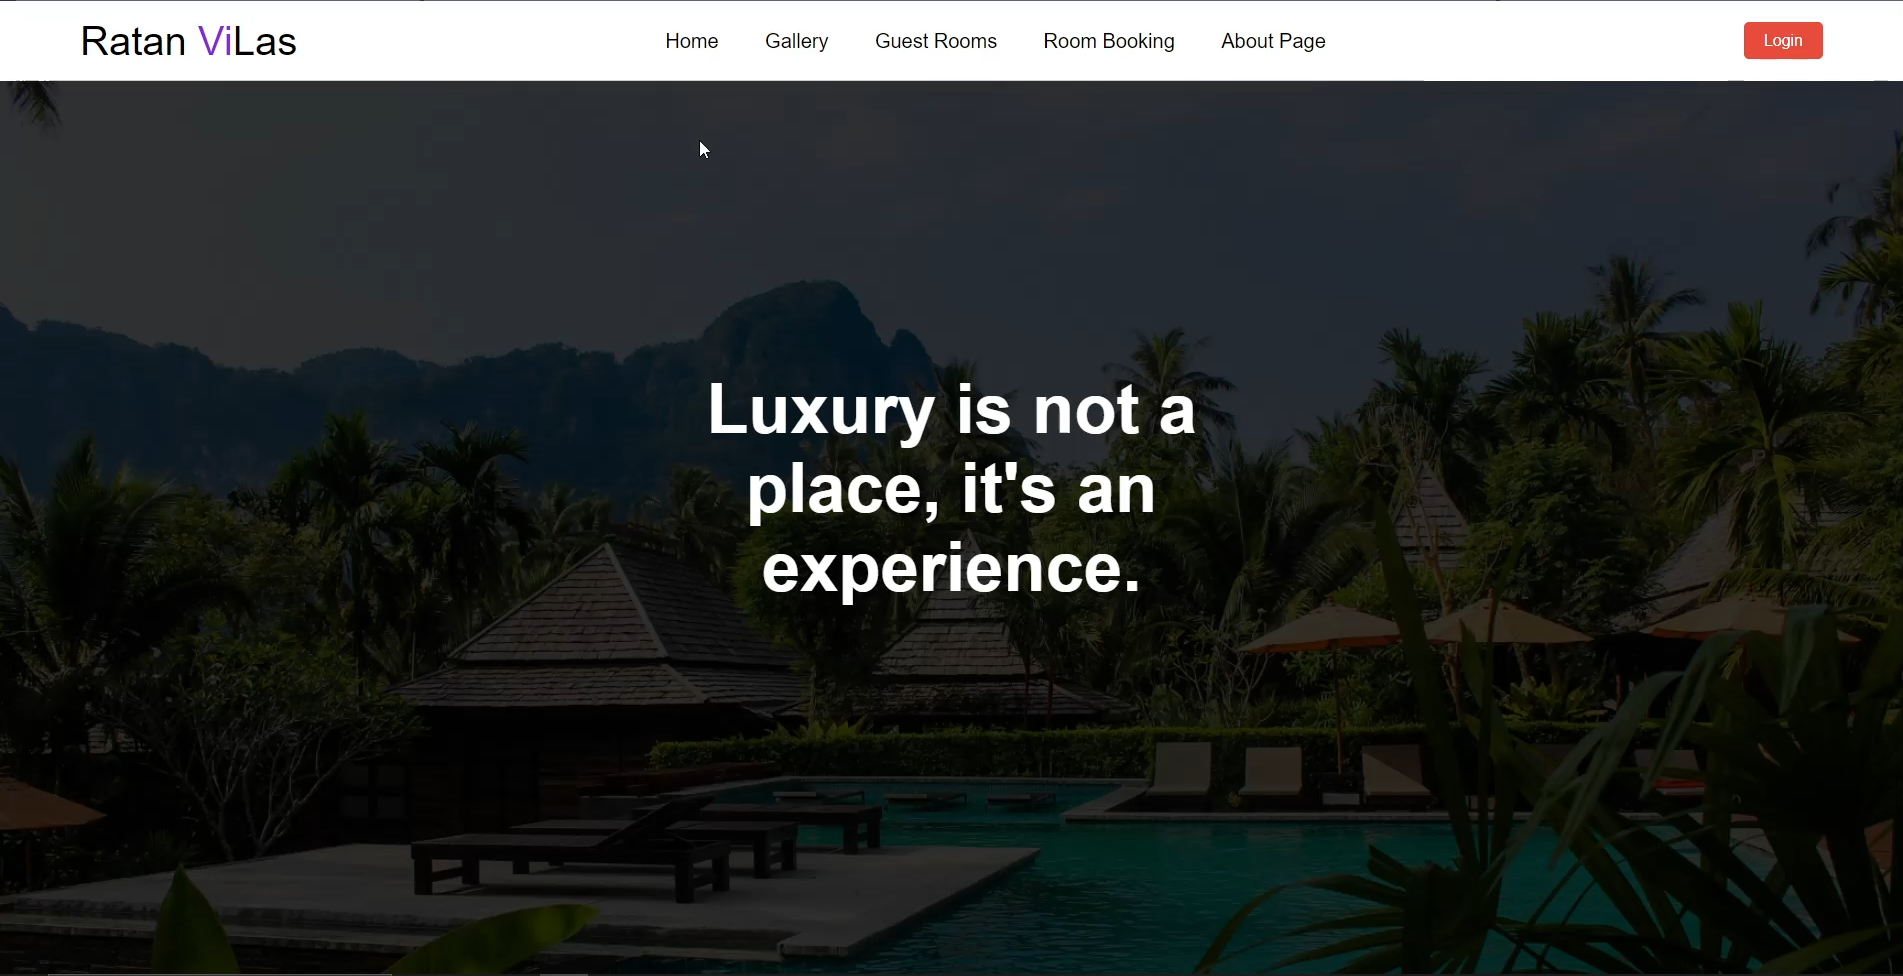 Ratan ViLas
Home
Gallery
Guest Rooms
Room Booking
About Page
Login
Luxury is not a
place, it's an
experience.